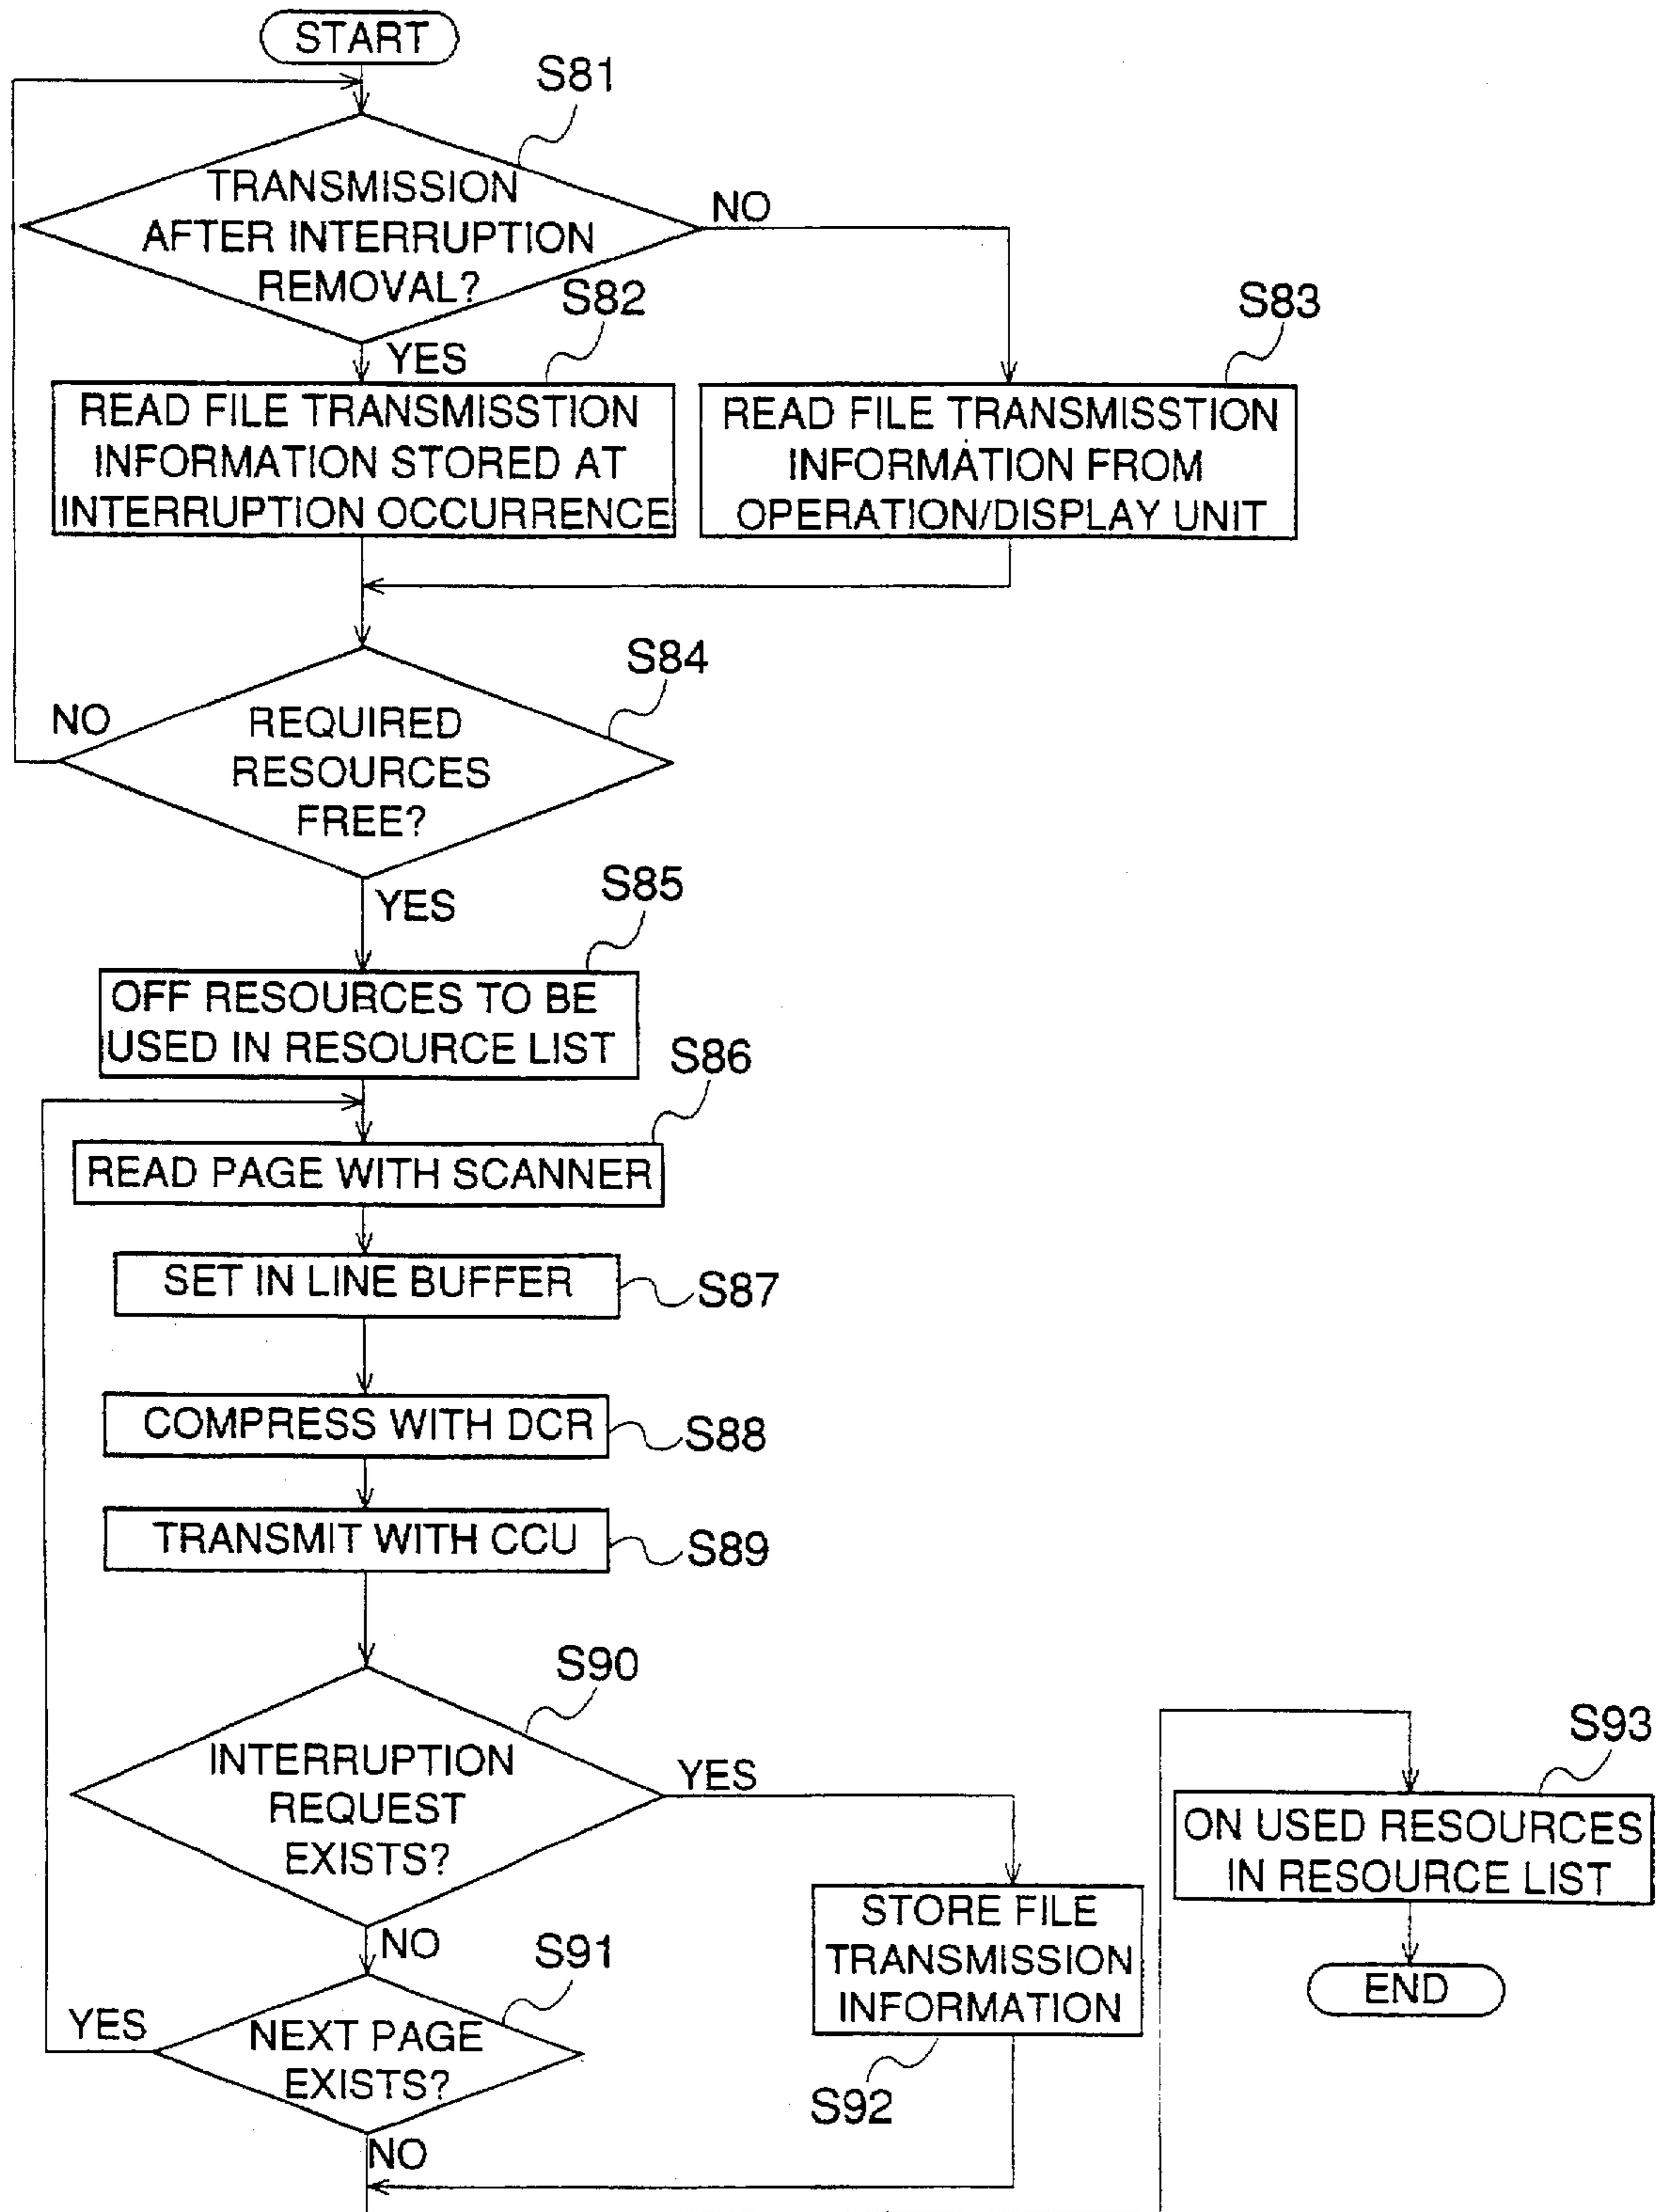 START
S81
TRANSMISSION
AFTER INTERRUPTION
REMOVAL?
NO
S82
S83
YES
READ FILE TRANSMISSTION
INFORMATION STORED AT
INTERRUPTION OCCURRENCE
READ FILE TRANSMISSTION
INFORMATION FROM
OPERATION/DISPLAY UNIT
S84
NO
REQUIRED
RESOURCES
FREE?
YES
S85
OFF RESOURCES TO BE
USED IN RESOURCE LIST
S86
READ PAGE WITH SCANNER
SET IN LINE BUFFER
S87
COMPRESS WITH DCR
S88
TRANSMIT WITH CCU
S89
S90
INTERRUPTION
REQUEST
EXISTS?
YES
NO
S91
YES
NEXT PAGE
EXISTS?
NO
STORE FILE
TRANSMISSION
INFORMATION
S92
S93
ON USED RESOURCES
IN RESOURCE LIST
END